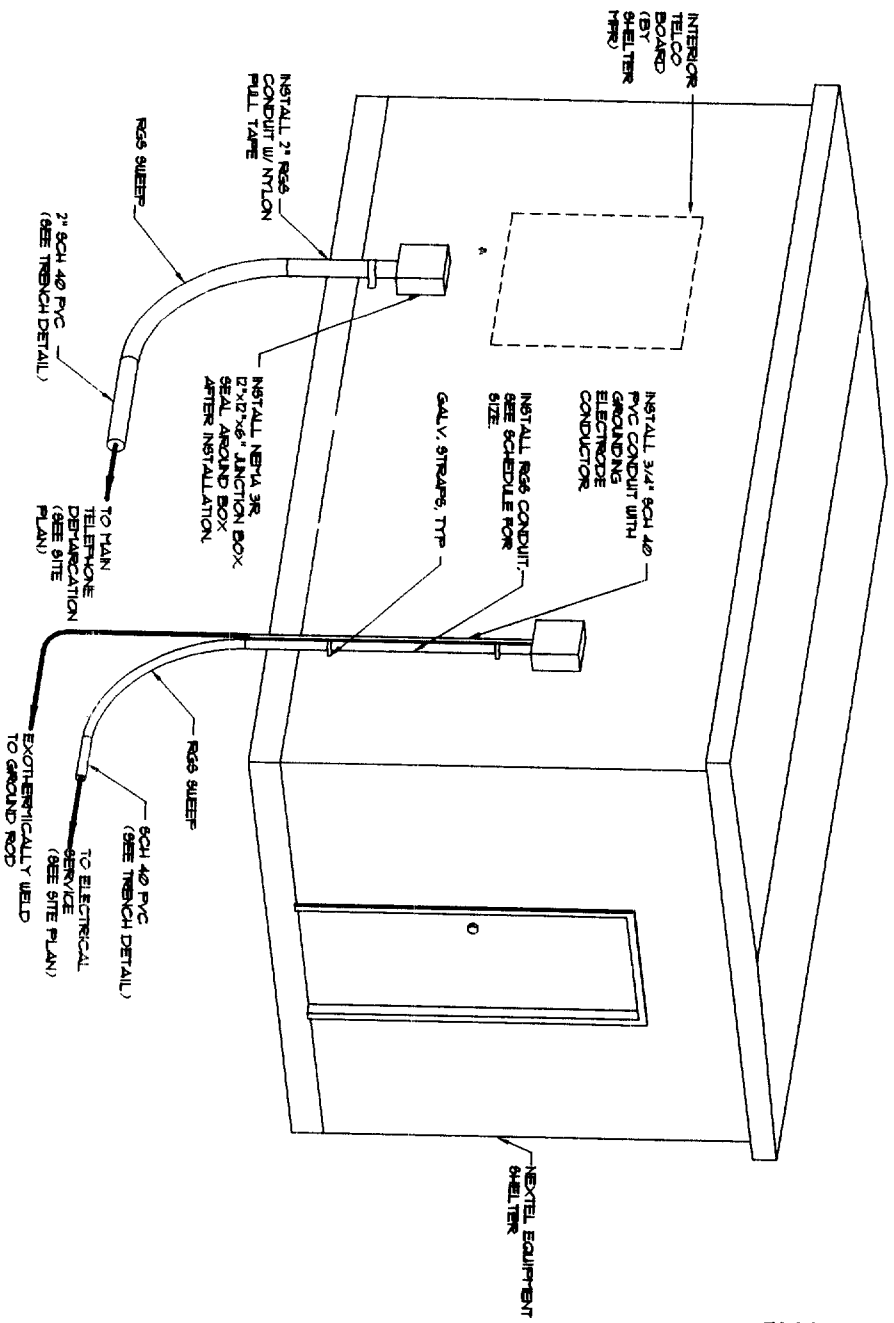 INTERIOR
TELCO
BOARD
(BY
SHELTER
MFR)
INSTALL 2" RGS
CONDUIT W/ NYLON
PULL TAPE
RGS SWEEP
2" SCH 40 PVC
(SEE TRENCH DETAIL)
INSTALL 3/4" SCH 40
PVC CONDUIT WITH
GROUNDING
ELECTRODE
CONDUCTOR
INSTALL RGS CONDUIT.
SEE SCHEDULE FOR
SIZE.
GALV. STRAPS, TYP
INSTALL NEMA 3R
12"x12"x6" JUNCTION BOX.
SEAL AROUND BOX
AFTER INSTALLATION.
TO MAIN
TELEPHONE
DEMARCATION
(SEE SITE
PLAN)
RGS SWEEP
SCH 40 PVC
(SEE TRENCH DETAIL)
TO ELECTRICAL
SERVICE
(SEE SITE PLAN)
EXOTHERMICALLY WELD
TO GROUND ROD
NEXTEL EQUIPMENT
SHELTER